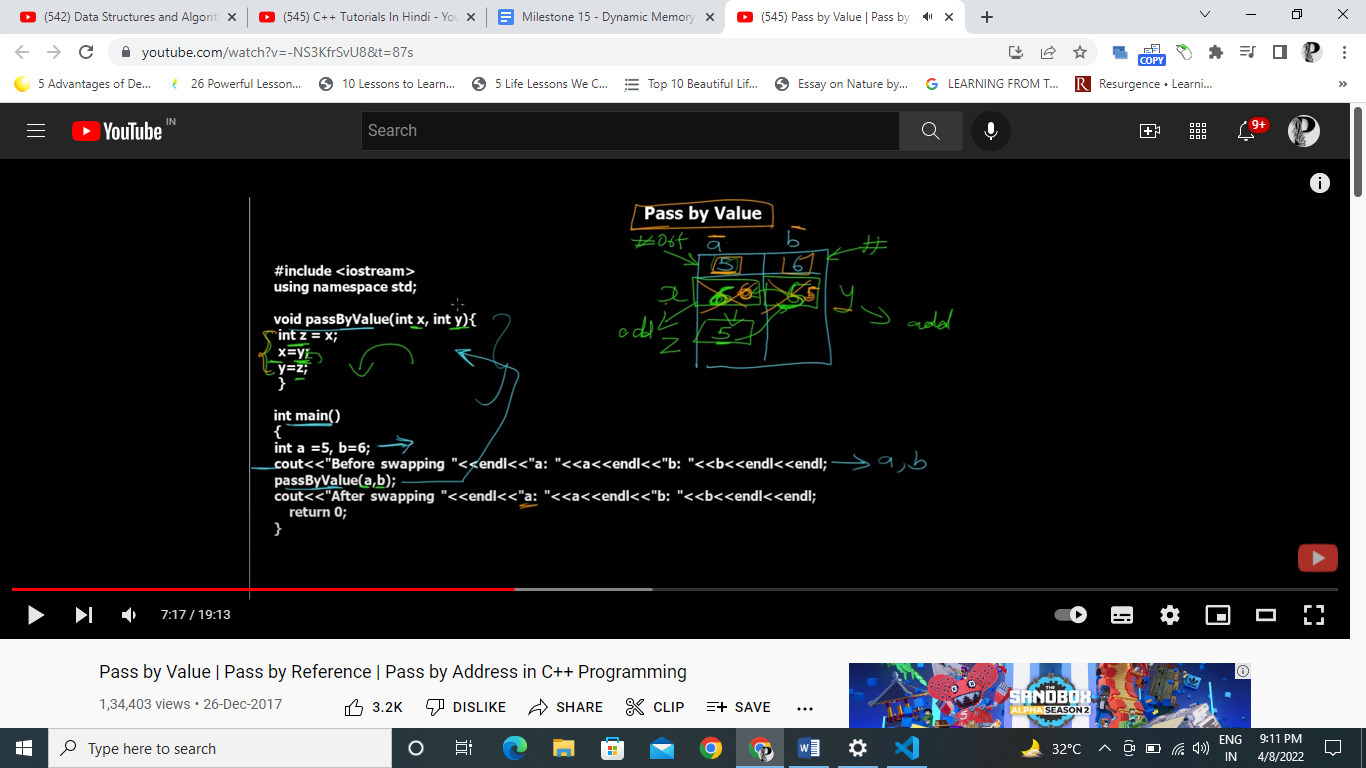 (542) Data Structures and Algorit
(545) C++ Tutorials In Hindi - You
Milestone 15 - Dynamic Memory
(545) Pass by Value | Pass by
youtube.com/watch?v=-NS3KfrSvU8&t=87s
COPY
5 Advantages of De...
26 Powerful Lesson...
10 Lessons to Learn...
5 Life Lessons We C...
Top 10 Beautiful Lif...
Essay on Nature by...
LEARNING FROM T...
Resurgence • Learni...
»
YouTube IN
Search
9+
Pass by Value
a b
5 6
#include <iostream>
using namespace std;
x y
void passByValue(int x, int y){
int z = x;
add z 5 add
x=y;
y=z;
}
int main()
{
int a =5, b=6;
cout<<"Before swapping "<<endl<<"a: "<<a<<endl<<"b: "<<b<<endl<<endl; a,b
passByValue(a,b);
cout<<"After swapping "<<endl<<"a: "<<a<<endl<<"b: "<<b<<endl<<endl;
return 0;
}
7:17 / 19:13
Pass by Value | Pass by Reference | Pass by Address in C++ Programming
1,34,403 views • 26-Dec-2017
3.2K DISLIKE SHARE CLIP SAVE ...
THE SANDBOX
ALPHA SEASON 2
Type here to search
32°C
ENG
IN
9:11 PM
4/8/2022